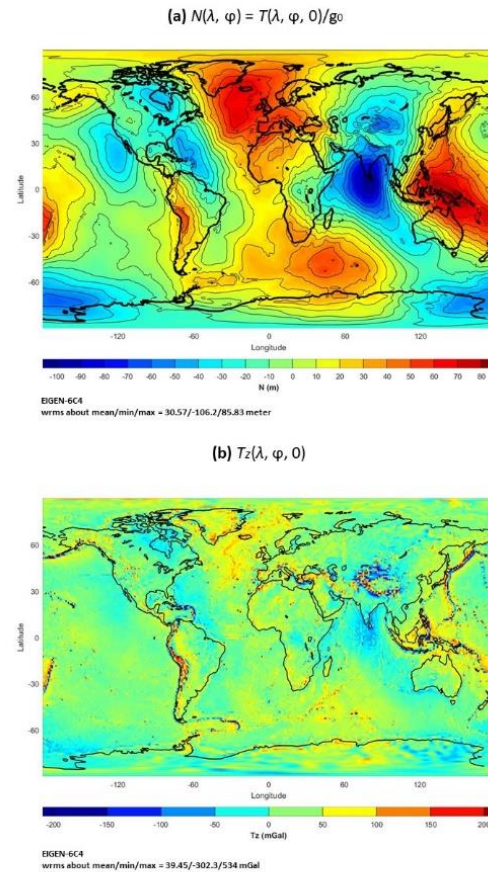 (a) N(λ, φ) = T(λ, φ, 0)/g0
60
30
0
-30
-60
Latitude
-120
-60
0
60
120
Longitude
-100 -90 -80 -70 -60 -50 -40 -30 -20 -10 0 10 20 30 40 50 60 70 80
N (m)
EIGEN-6C4
wrms about mean/min/max = 30.57/-106.2/85.83 meter
(b) Tz(λ, φ, 0)
60
30
0
-30
-60
Latitude
-120
-60
0
60
120
Longitude
-200 -150 -100 -50 0 50 100 150 200
Tz (mGal)
EIGEN-6C4
wrms about mean/min/max = 39.45/-302.3/534 mGal